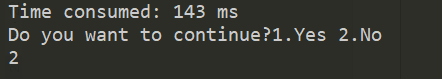 Time consumed: 143 ms
Do you want to continue?1.Yes 2.No
2